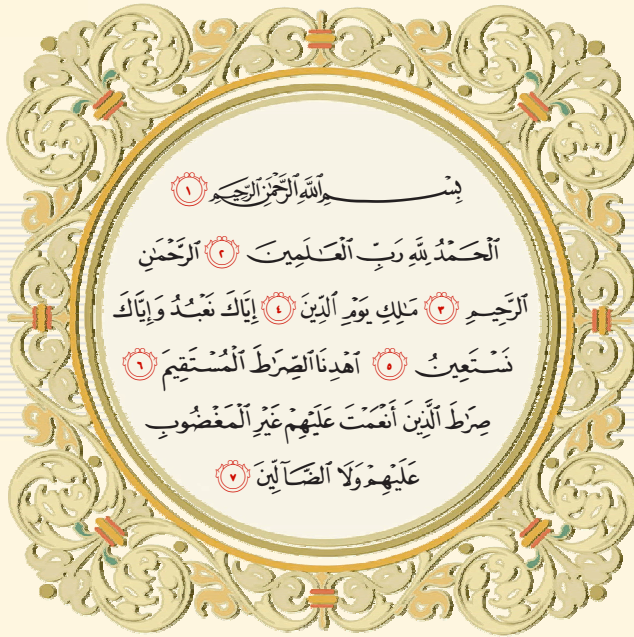 بِسْمِ ٱللَّهِ ٱلرَّحْمَٰنِ ٱلرَّحِيمِ ١
ٱلْحَمْدُ لِلَّهِ رَبِّ ٱلْعَٰلَمِينَ ٢ ٱلرَّحْمَٰنِ
ٱلرَّحِيمِ ٣ مَٰلِكِ يَوْمِ ٱلدِّينِ ٤ إِيَّاكَ نَعْبُدُ وَإِيَّاكَ
نَسْتَعِينُ ٥ ٱهْدِنَا ٱلصِّرَٰطَ ٱلْمُسْتَقِيمَ ٦
صِرَٰطَ ٱلَّذِينَ أَنْعَمْتَ عَلَيْهِمْ غَيْرِ ٱلْمَغْضُوبِ
عَلَيْهِمْ وَلَا ٱلضَّآلِّينَ ٧